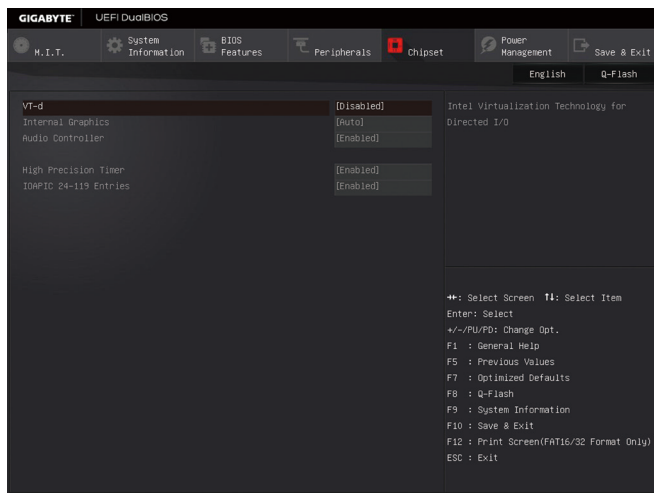 GIGABYTE™ UEFI DualBIOS
M.I.T.
System Information
BIOS Features
Peripherals
Chipset
Power Management
Save & Exit
English Q-Flash
VT-d [Disabled]
Internal Graphics [Auto]
Audio Controller [Enabled]
High Precision Timer [Enabled]
IOAPIC 24-119 Entries [Enabled]
Intel Virtualization Technology for
Directed I/O
→←: Select Screen ↑↓: Select Item
Enter: Select
+/-/PU/PD: Change Opt.
F1 : General Help
F5 : Previous Values
F7 : Optimized Defaults
F8 : Q-Flash
F9 : System Information
F10 : Save & Exit
F12 : Print Screen(FAT16/32 Format Only)
ESC : Exit